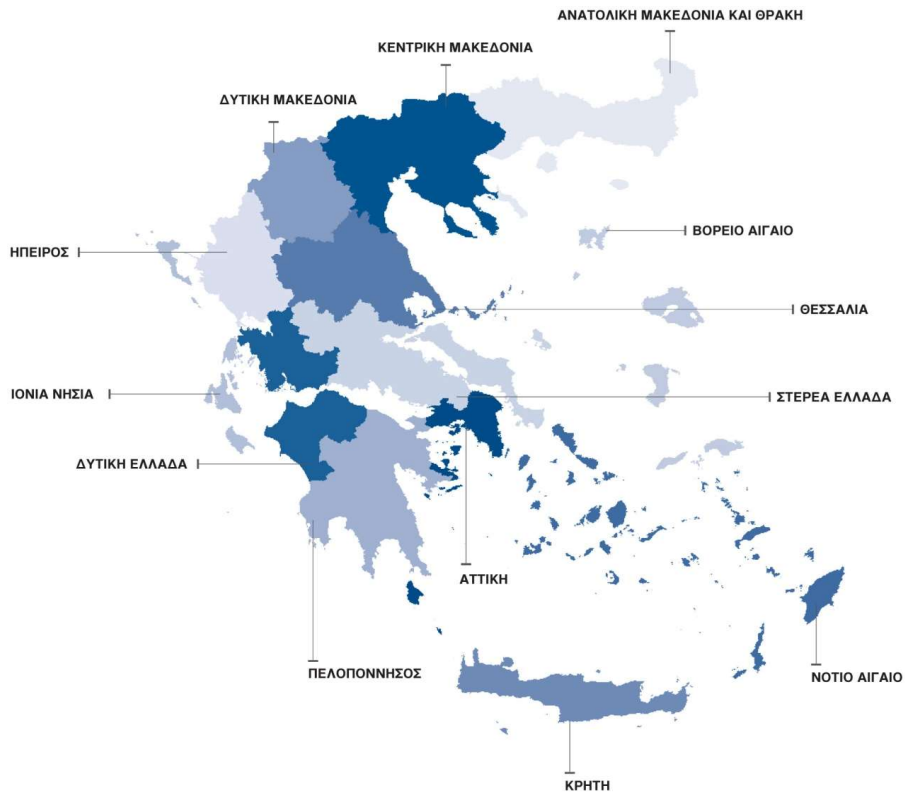 ΑΝΑΤΟΛΙΚΗ ΜΑΚΕΔΟΝΙΑ ΚΑΙ ΘΡΑΚΗ
ΚΕΝΤΡΙΚΗ ΜΑΚΕΔΟΝΙΑ
ΔΥΤΙΚΗ ΜΑΚΕΔΟΝΙΑ
ΒΟΡΕΙΟ ΑΙΓΑΙΟ
ΗΠΕΙΡΟΣ
ΘΕΣΣΑΛΙΑ
ΙΟΝΙΑ ΝΗΣΙΑ
ΣΤΕΡΕΑ ΕΛΛΑΔΑ
ΔΥΤΙΚΗ ΕΛΛΑΔΑ
ΑΤΤΙΚΗ
ΠΕΛΟΠΟΝΝΗΣΟΣ
ΝΟΤΙΟ ΑΙΓΑΙΟ
ΚΡΗΤΗ